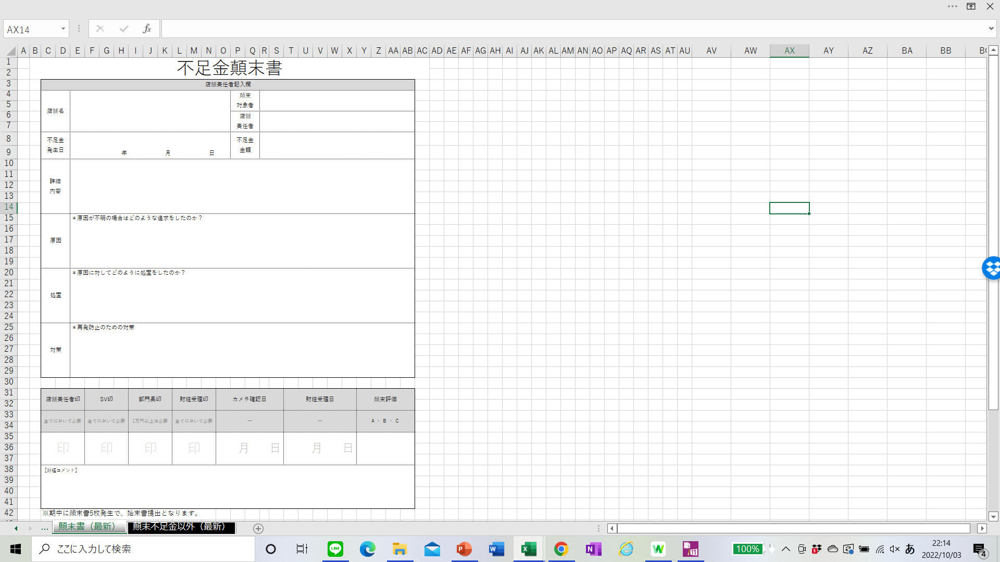 AX14
fx
A B C D E F G H I J K L M N O P Q R S T U V W X Y Z AA AB AC AD AE AF AG AH AI AJ AK AL AM AN AO AP AQ AR AS AT AU AV AW AX AY AZ BA BB
1
不足金顛末書
2
3
店舗責任者記入欄
4
顛末
5
対象者
店舗名
6
店舗
7
責任者
8
不足金
発生日
年 月 日
不足金
金額
9
10
11
詳細
内容
12
13
14
15
＊原因が不明の場合はどのような追求をしたのか？
16
17
原因
18
19
20
＊原因に対してどのように処置をしたのか？
21
22
処置
23
24
25
＊再発防止のための対策
26
27
対策
28
29
30
31
店舗責任者印 SV印 部門長印 財経受理印 カメラ確認日 財経受理日 顛末評価
32
33
全てにおいて必要 全てにおいて必要 1万円以上は必要 全てにおいて必要 ー ー A ・ B ・ C
34
35
36
印 印 印 印 月 日 月 日
37
38
［財経コメント］
39
40
41
42
※期中に顛末書5枚発生で、始末書提出となります。
... 顛末書（最新） 顛末不足金以外（最新）
ここに入力して検索
LINE
100%
あ
22:14
2022/10/03
4